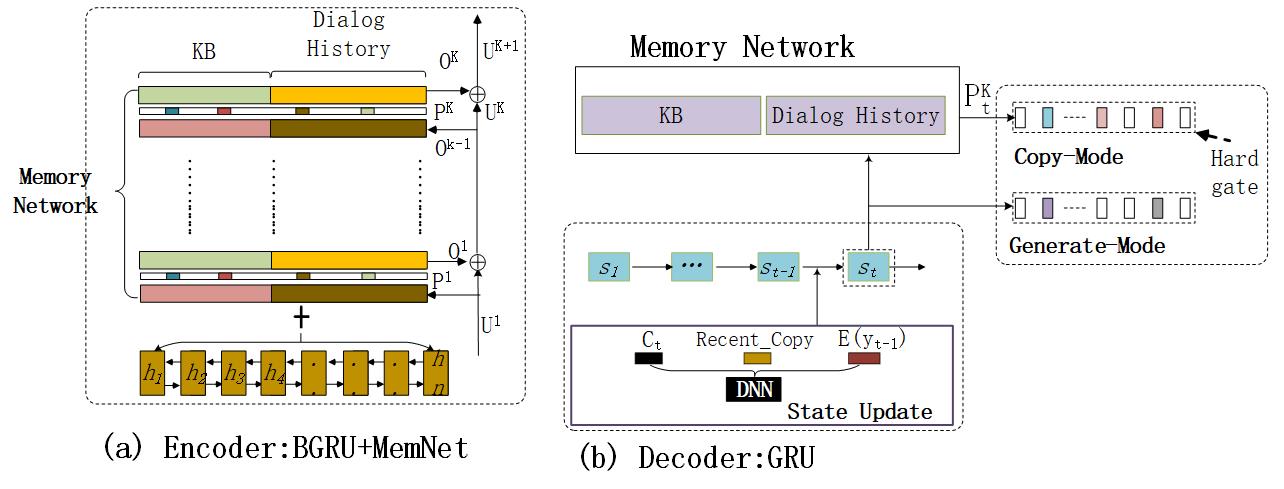 KB
Dialog
History
O^K
U^{K+1}
P^K
U^K
O^{k-1}
Memory
Network
O^1
P^1
U^1
+
h_1
h_2
h_3
h_4
. .
. .
. .
h
n
(a) Encoder:BGRU+MemNet
Memory Network
KB
Dialog History
P_t^K
Copy-Mode
Hard
gate
Generate-Mode
S_1
...
S_{t-1}
S_t
C_t
Recent_Copy
E(y_{t-1})
DNN
State Update
(b) Decoder:GRU